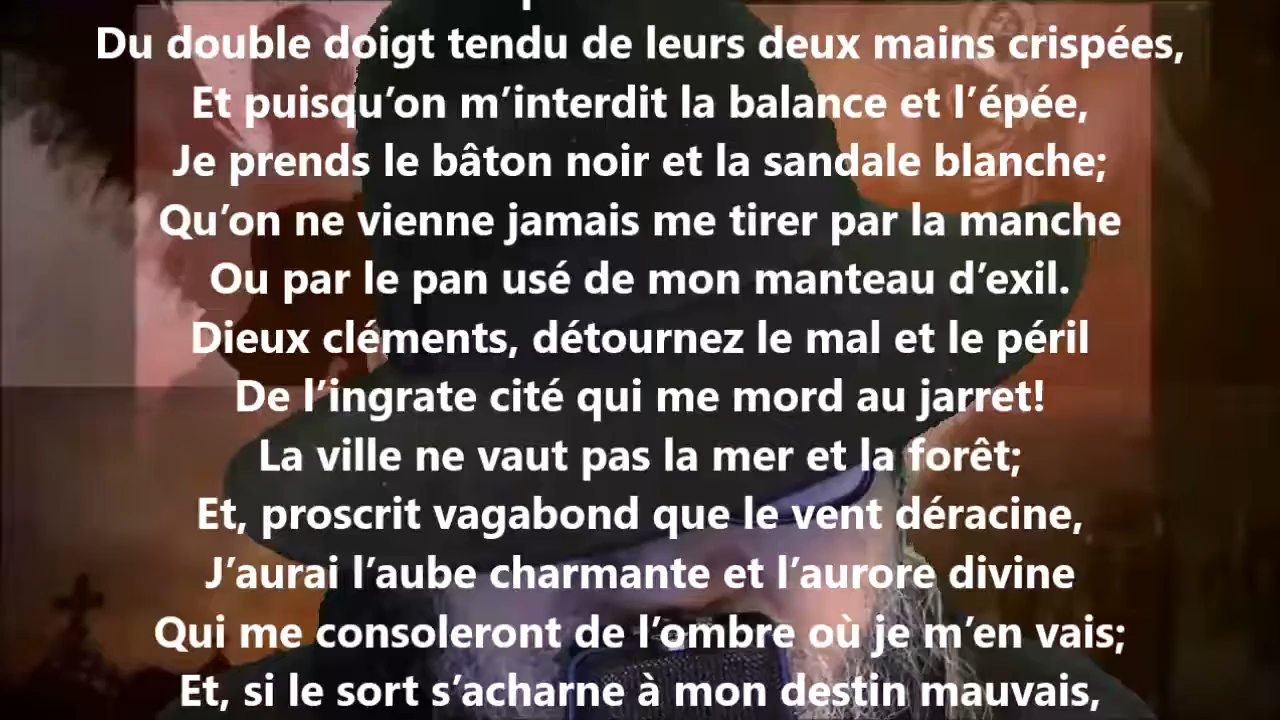 Du double doigt tendu de leurs deux mains crispées,
Et puisqu’on m’interdit la balance et l’épée,
Je prends le bâton noir et la sandale blanche;
Qu’on ne vienne jamais me tirer par la manche
Ou par le pan usé de mon manteau d’exil.
Dieux cléments, détournez le mal et le péril
De l’ingrate cité qui me mord au jarret!
La ville ne vaut pas la mer et la forêt;
Et, proscrit vagabond que le vent déracine,
J’aurai l’aube charmante et l’aurore divine
Qui me consoleront de l’ombre où je m’en vais;
Et, si le sort s’acharne à mon destin mauvais,